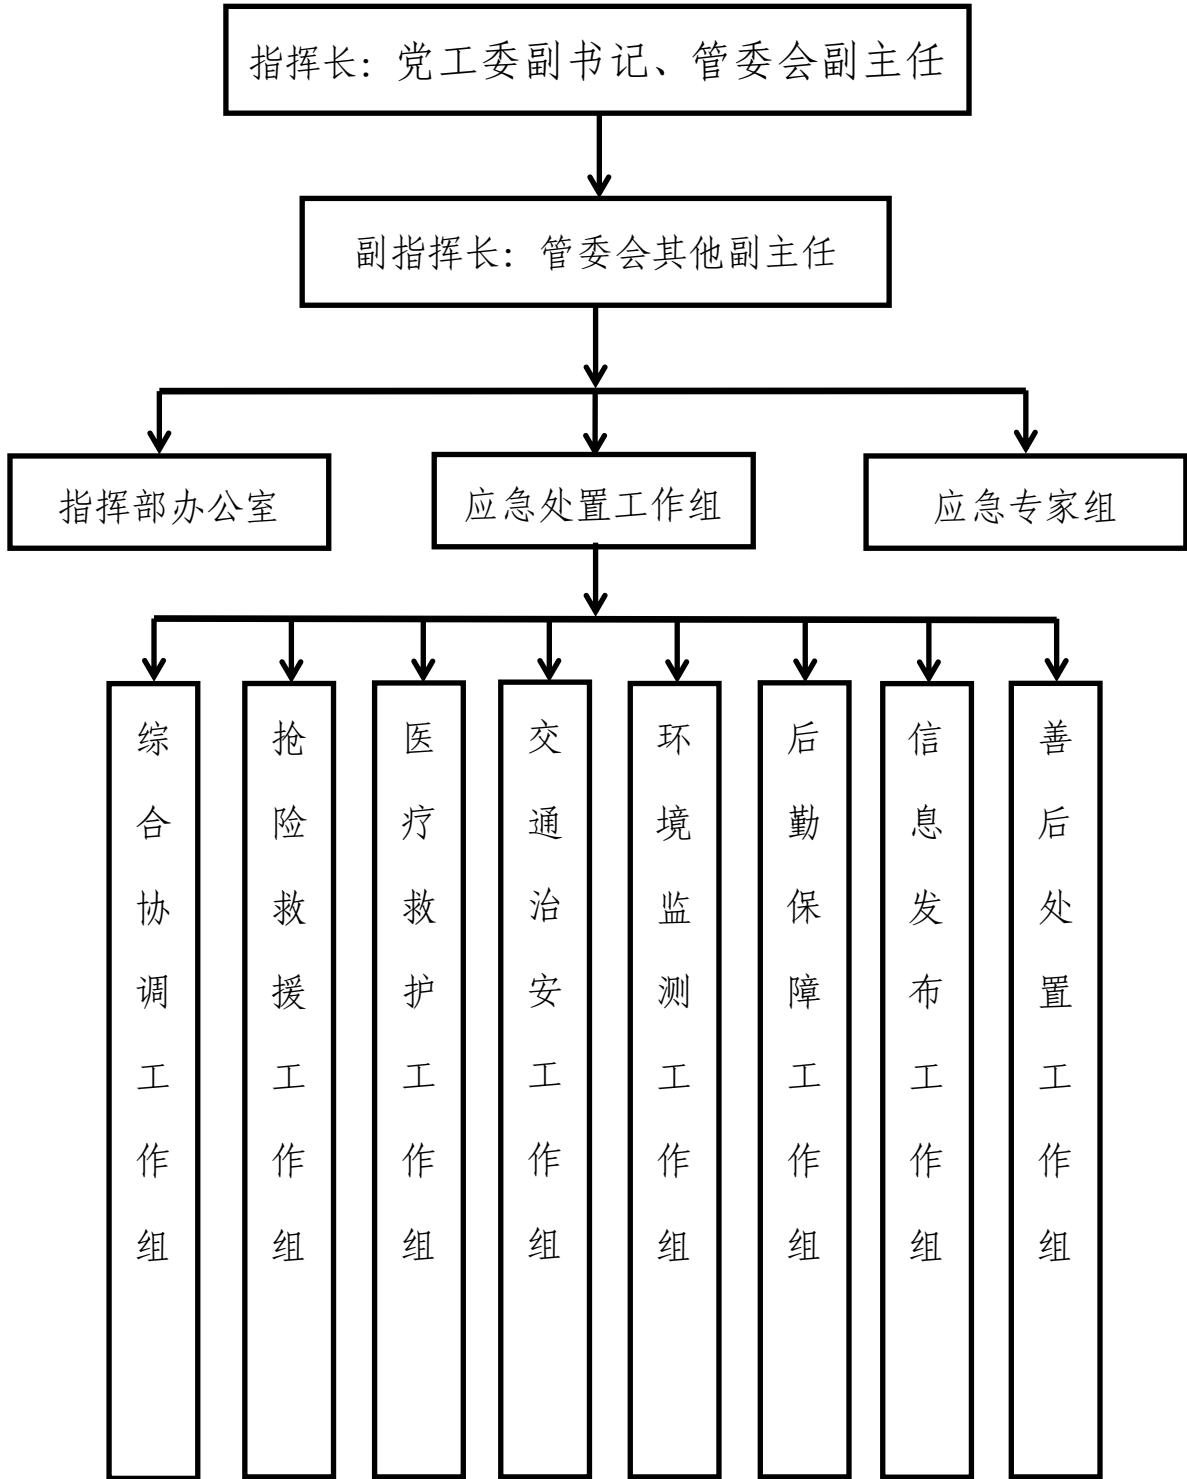 指挥长：党工委副书记、管委会副主任
副指挥长：管委会其他副主任
指挥部办公室
应急处置工作组
应急专家组
综合协调工作组
抢险救援工作组
医疗救护工作组
交通治安工作组
环境监测工作组
后勤保障工作组
信息发布工作组
善后处置工作组